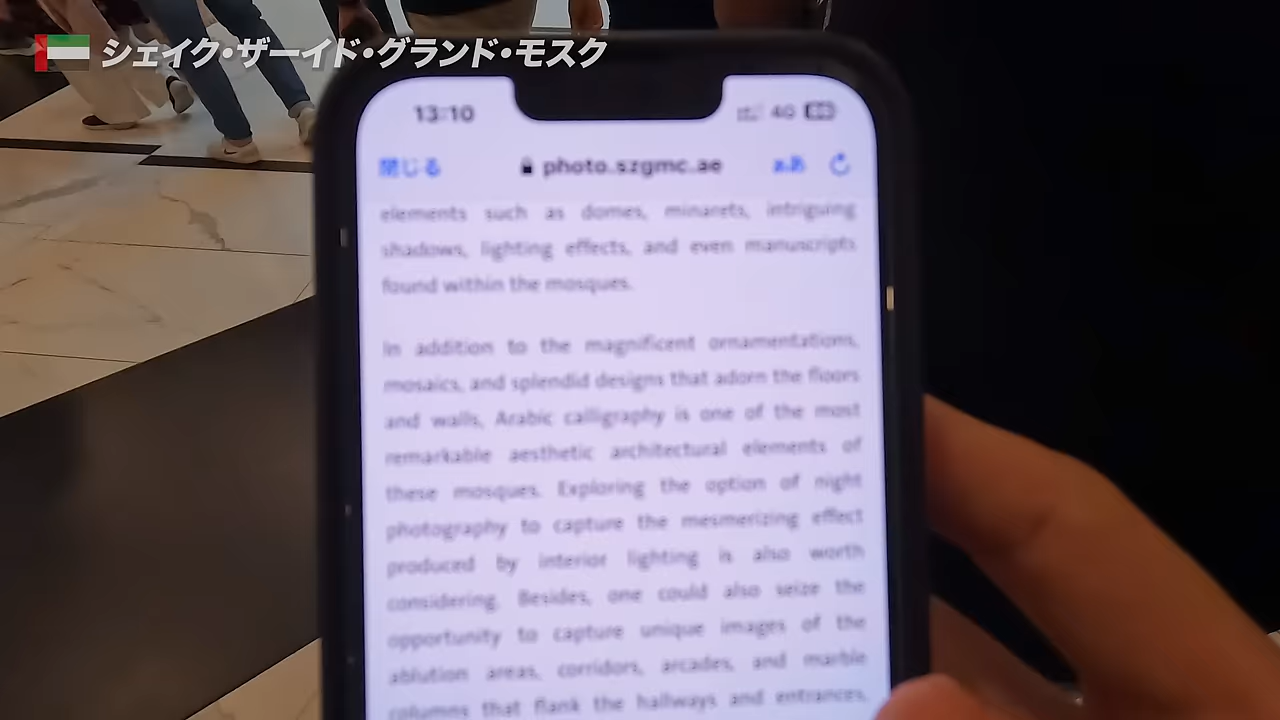 シェイク・ザーイド・グランド・モスク
13:10
4G
閉じる
photo.szgmc.ae
ああ
elements such as domes, minarets, intriguing
shadows, lighting effects, and even manuscripts
found within the mosques.
In addition to the magnificent ornamentations,
mosaics, and splendid designs that adorn the floors
and walls, Arabic calligraphy is one of the most
remarkable aesthetic architectural elements of
these mosques. Exploring the option of night
photography to capture the mesmerizing effect
produced by interior lighting is also worth
considering. Besides, one could also seize the
opportunity to capture unique images of the
ablution areas, corridors, arcades, and marble
columns that flank the hallways and entrances,